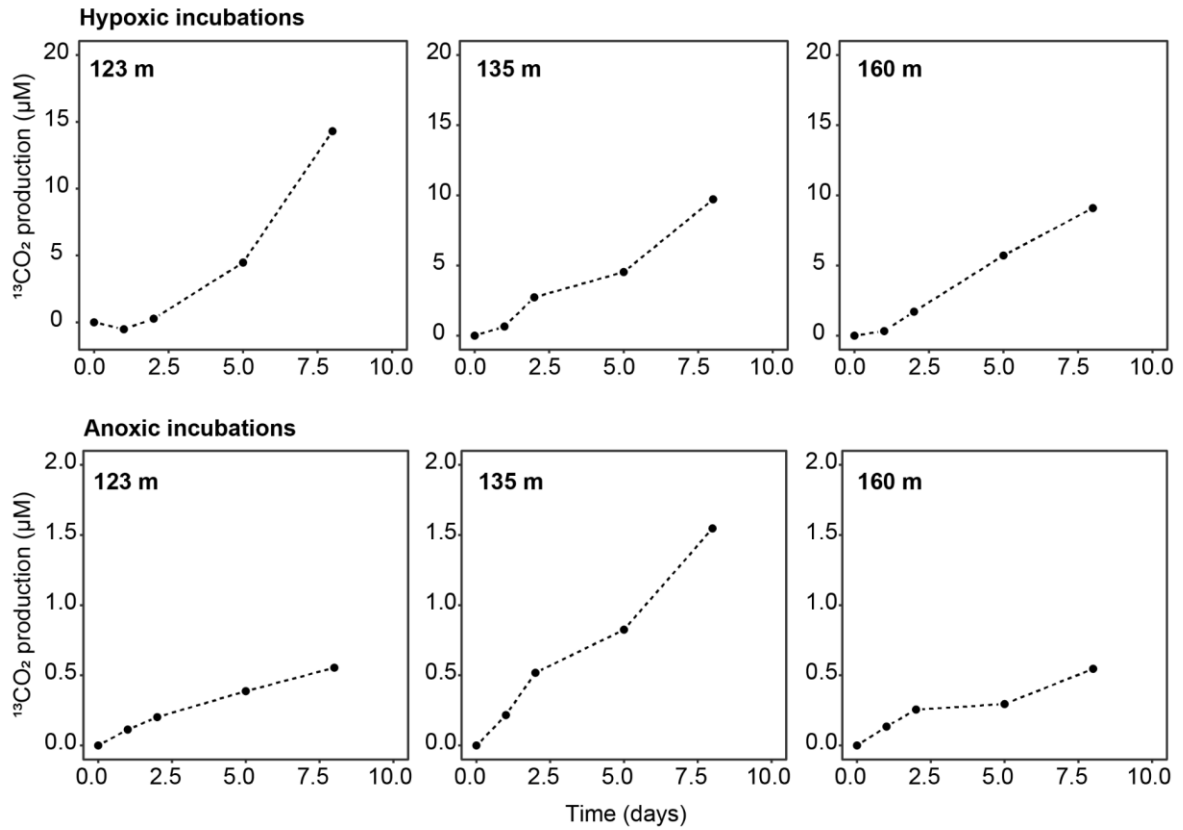 Hypoxic incubations
123 m
135 m
160 m
¹³CO₂ production (µM)
20
15
10
5
0
0.0 2.5 5.0 7.5 10.0
20
15
10
5
0
0.0 2.5 5.0 7.5 10.0
20
15
10
5
0
0.0 2.5 5.0 7.5 10.0
Anoxic incubations
123 m
135 m
160 m
¹³CO₂ production (µM)
2.0
1.5
1.0
0.5
0.0
0.0 2.5 5.0 7.5 10.0
2.0
1.5
1.0
0.5
0.0
0.0 2.5 5.0 7.5 10.0
2.0
1.5
1.0
0.5
0.0
0.0 2.5 5.0 7.5 10.0
Time (days)